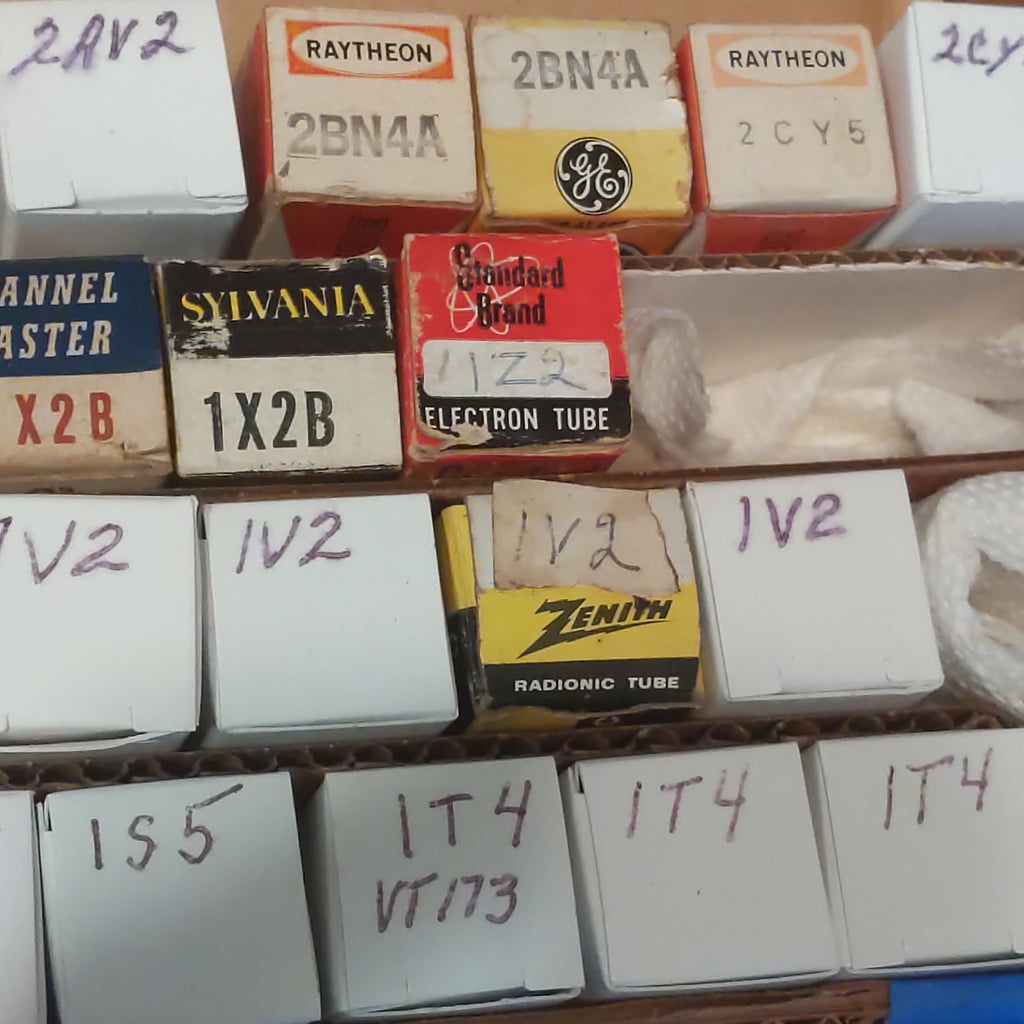 2AV2
RAYTHEON
2BN4A
2BN4A
GE
RAYTHEON
2CY5
2CY
ANNEL
ASTER
X2B
SYLVANIA
1X2B
Standard
Brand
1Z2
ELECTRON TUBE
1V2
1V2
1V2
ZENITH
RADIONIC TUBE
1V2
1S5
1T4
VT173
1T4
1T4